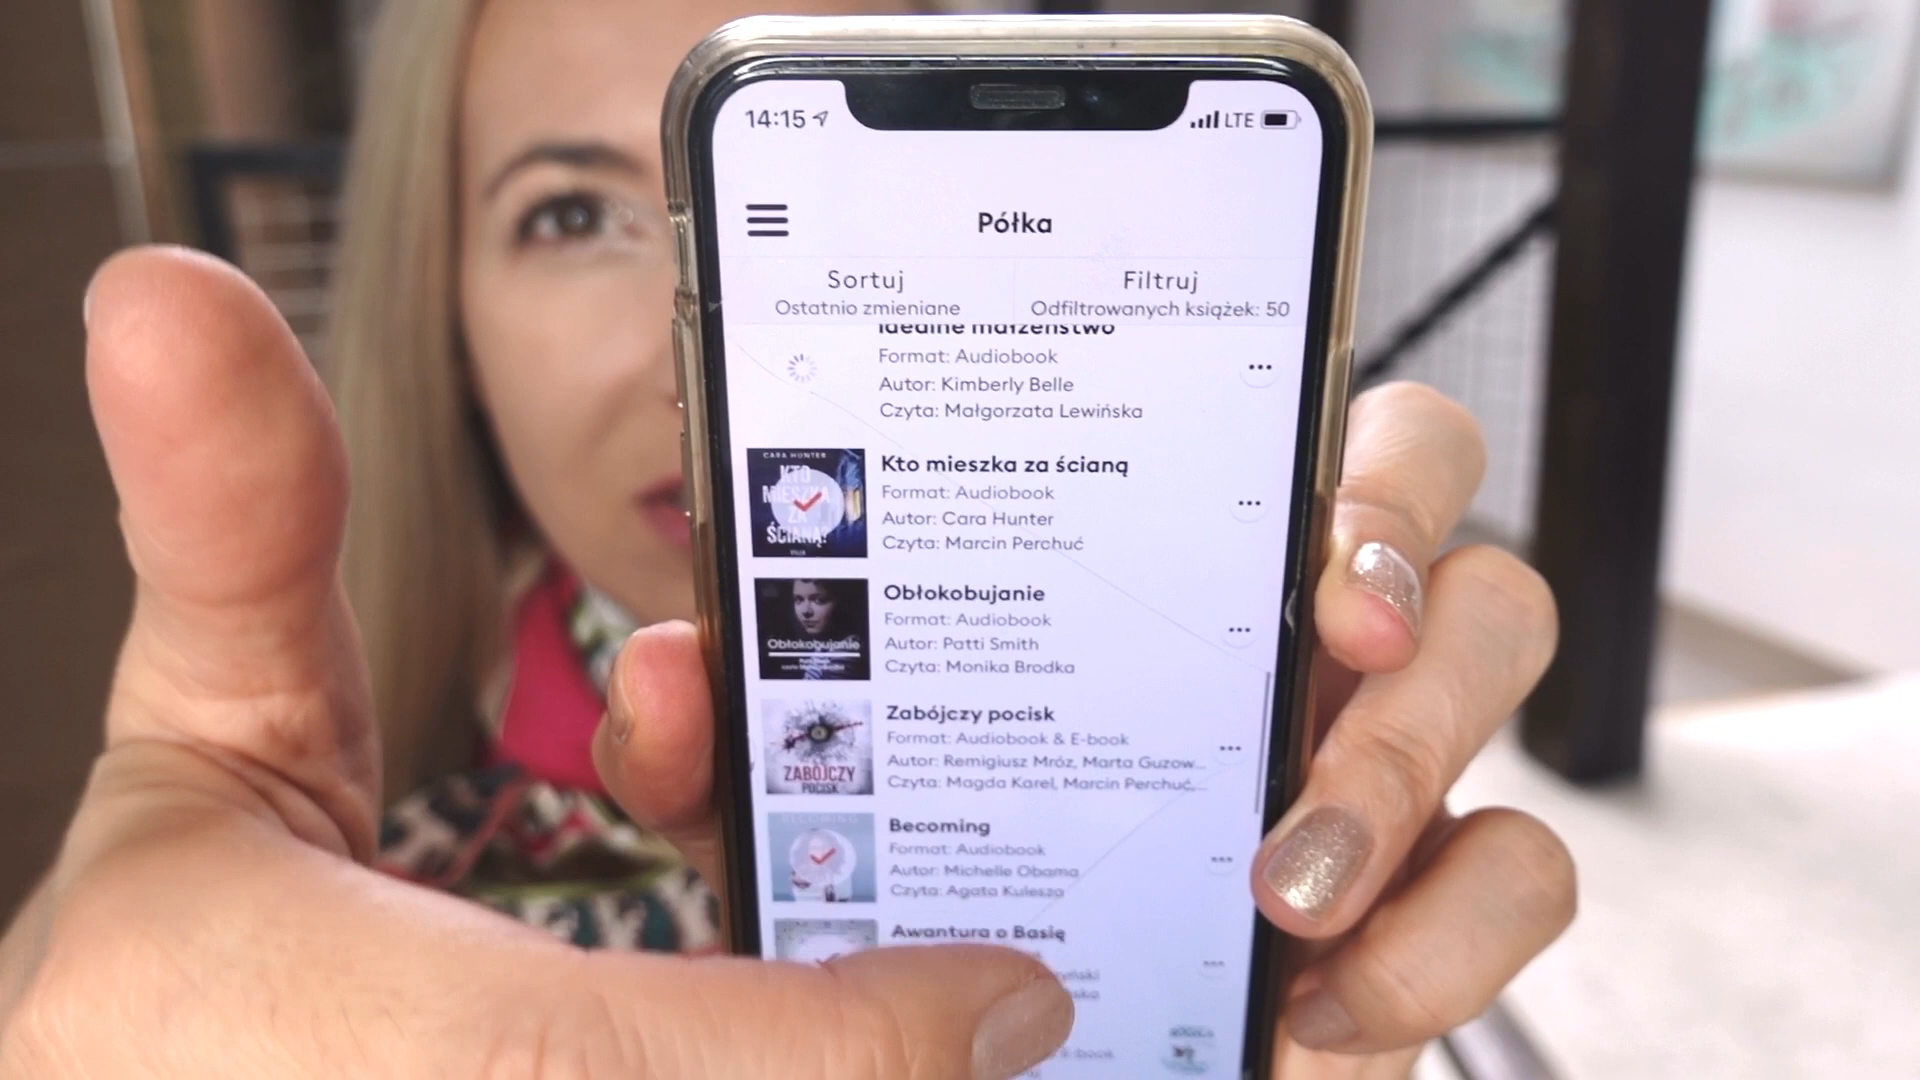 14:15
LTE
Półka
Sortuj
Ostatnio zmieniane
Filtruj
Odfiltrowanych książek: 50
Idealne małżeństwo
Format: Audiobook
Autor: Kimberly Belle
Czyta: Małgorzata Lewińska
CARA HUNTER
KTO
MIESZKA
ZA
ŚCIANĄ?
Kto mieszka za ścianą
Format: Audiobook
Autor: Cara Hunter
Czyta: Marcin Perchuć
Obłokobujanie
Obłokobujanie
Format: Audiobook
Autor: Patti Smith
Czyta: Monika Brodka
ZABÓJCZY
POCISK
Zabójczy pocisk
Format: Audiobook & E-book
Autor: Remigiusz Mróz, Marta Guzow...
Czyta: Magda Karel, Marcin Perchuć,...
BECOMING
Becoming
Format: Audiobook
Autor: Michelle Obama
Czyta: Agata Kulesza
Awantura o Basię